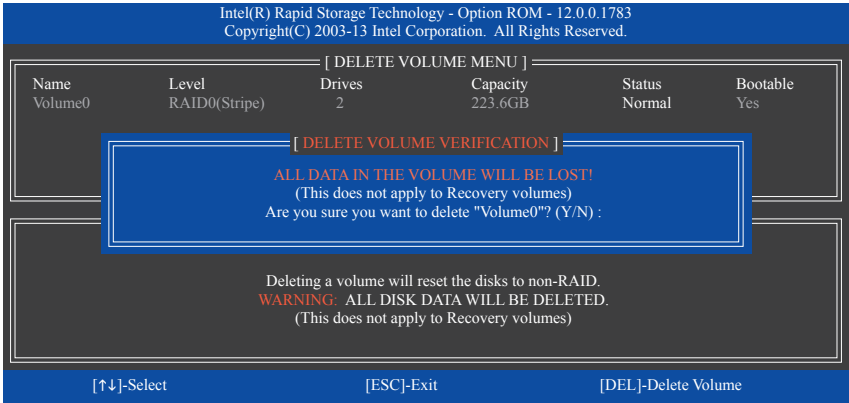 Intel(R) Rapid Storage Technology - Option ROM - 12.0.0.1783
Copyright(C) 2003-13 Intel Corporation. All Rights Reserved.
[ DELETE VOLUME MENU ]
Name Level Drives Capacity Status Bootable
Volume0 RAID0(Stripe) 2 223.6GB Normal Yes
[ DELETE VOLUME VERIFICATION ]
ALL DATA IN THE VOLUME WILL BE LOST!
(This does not apply to Recovery volumes)
Are you sure you want to delete "Volume0"? (Y/N) :
Deleting a volume will reset the disks to non-RAID.
WARNING: ALL DISK DATA WILL BE DELETED.
(This does not apply to Recovery volumes)
[↑↓]-Select [ESC]-Exit [DEL]-Delete Volume